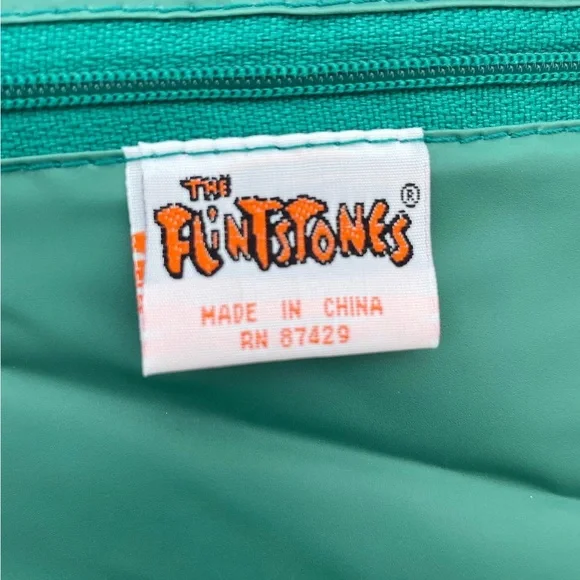 THE
FLiNTSTONES®
MADE IN CHINA
RN 87429